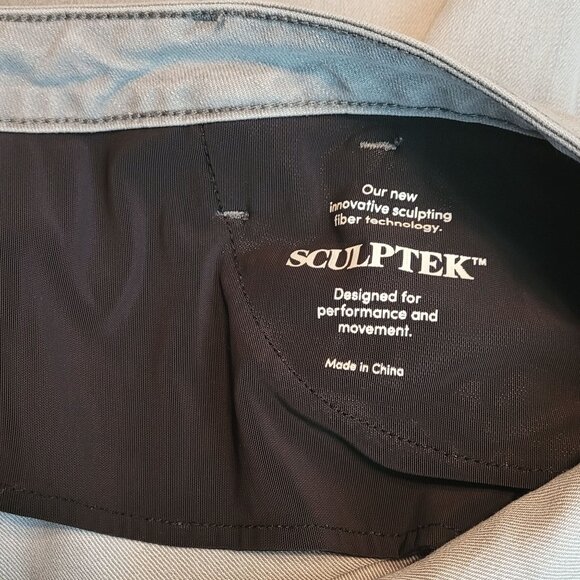 Our new
innovative sculpting
fiber technology.
SCULPTEK™
Designed for
performance and
movement.
Made in China